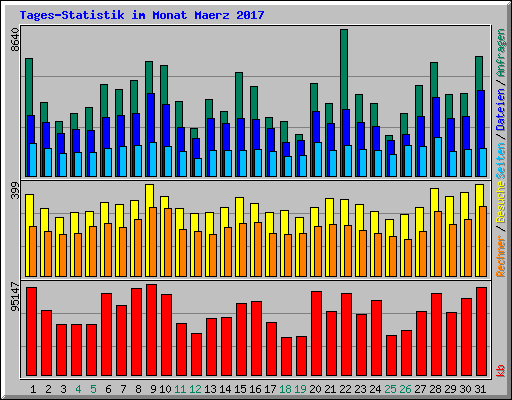 Tages-Statistik im Monat Maerz 2017
8640
399
95147
Rechner / Besuche Seiten / Dateien / Anfragen
kb
1 2 3 4 5 6 7 8 9 10 11 12 13 14 15 16 17 18 19 20 21 22 23 24 25 26 27 28 29 30 31